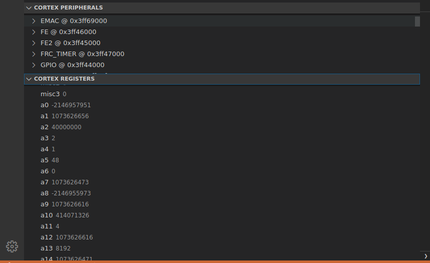 CORTEX PERIPHERALS
EMAC @ 0x3ff69000
FE @ 0x3ff46000
FE2 @ 0x3ff45000
FRC_TIMER @ 0x3ff47000
GPIO @ 0x3ff44000
CORTEX REGISTERS
misc3 0
a0 -2146957951
a1 1073626656
a2 40000000
a3 2
a4 1
a5 48
a6 0
a7 1073626473
a8 -2146955973
a9 1073626616
a10 414071326
a11 4
a12 1073626616
a13 8192
a14 1073626471